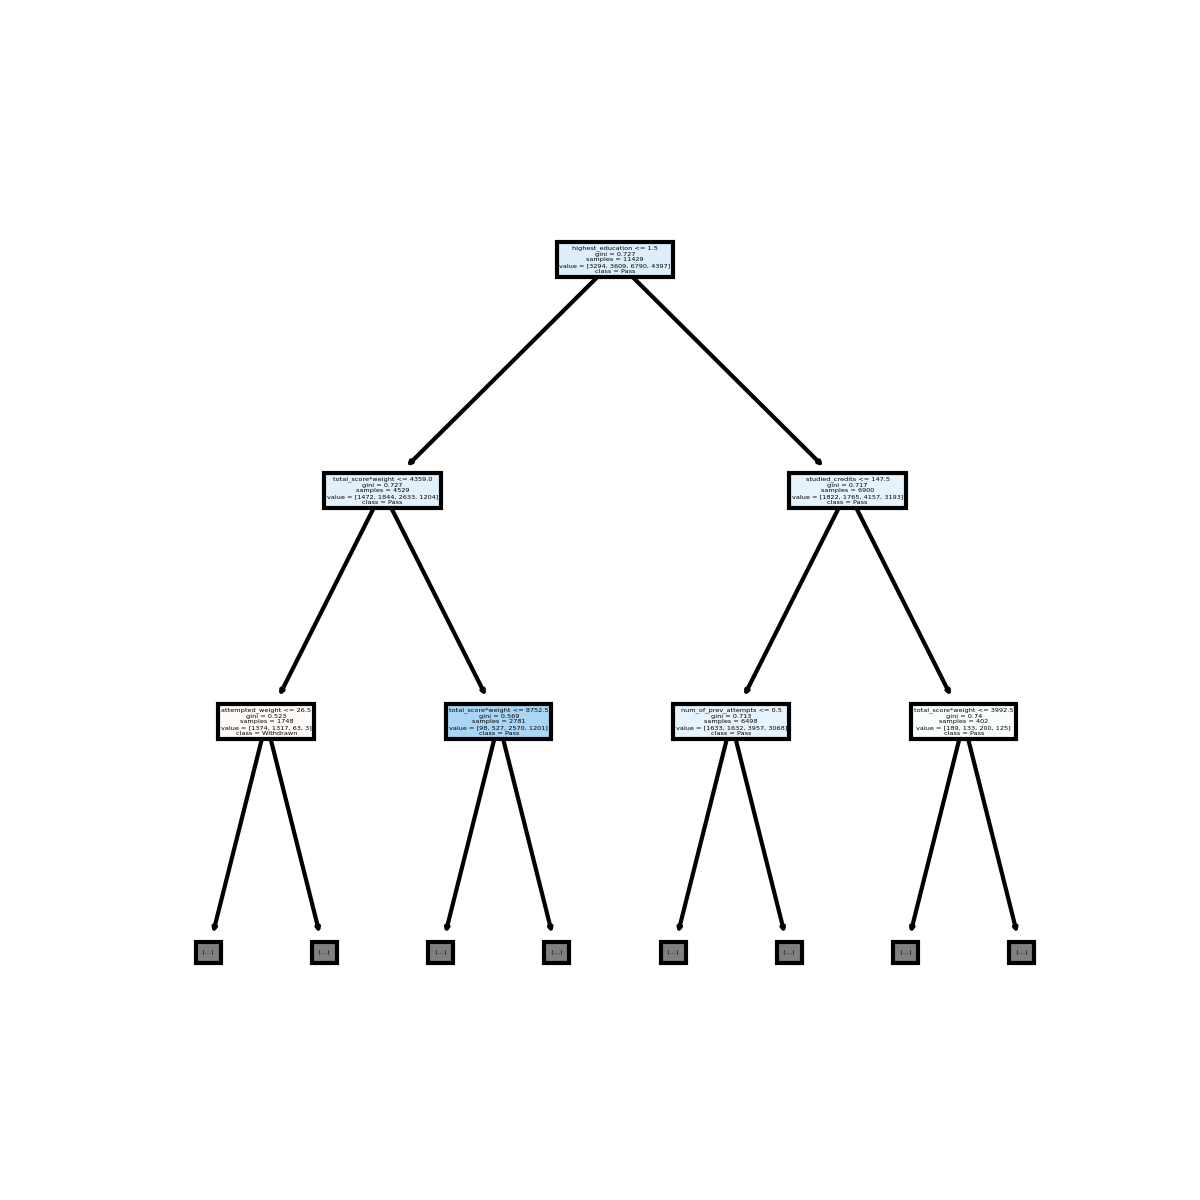 highest_education <= 1.5
gini = 0.727
samples = 11429
value = [3294, 3609, 6790, 4397]
class = Pass
total_score*weight <= 4359.0
gini = 0.727
samples = 4529
value = [1472, 1844, 2633, 1204]
class = Pass
studied_credits <= 147.5
gini = 0.717
samples = 6900
value = [1822, 1765, 4157, 3193]
class = Pass
attempted_weight <= 26.5
gini = 0.523
samples = 1748
value = [1374, 1317, 63, 3]
class = Withdrawn
total_score*weight <= 8752.5
gini = 0.569
samples = 2781
value = [98, 527, 2570, 1201]
class = Pass
num_of_prev_attempts <= 0.5
gini = 0.713
samples = 6498
value = [1633, 1632, 3957, 3068]
class = Pass
total_score*weight <= 3992.5
gini = 0.74
samples = 402
value = [189, 133, 200, 125]
class = Pass
(...)
(...)
(...)
(...)
(...)
(...)
(...)
(...)